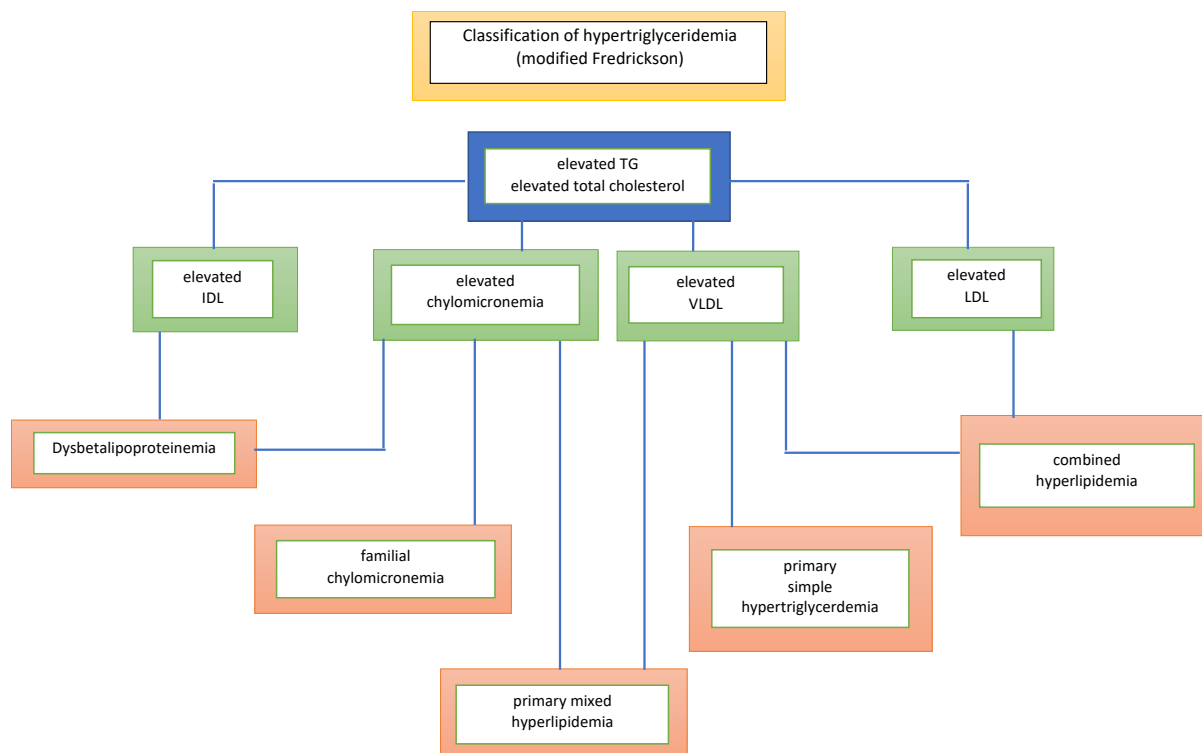 Classification of hypertriglyceridemia
(modified Fredrickson)
elevated TG
elevated total cholesterol
elevated
IDL
elevated
chylomicronemia
elevated
VLDL
elevated
LDL
Dysbetalipoproteinemia
combined
hyperlipidemia
familial
chylomicronemia
primary
simple
hypertriglycerdemia
primary mixed
hyperlipidemia